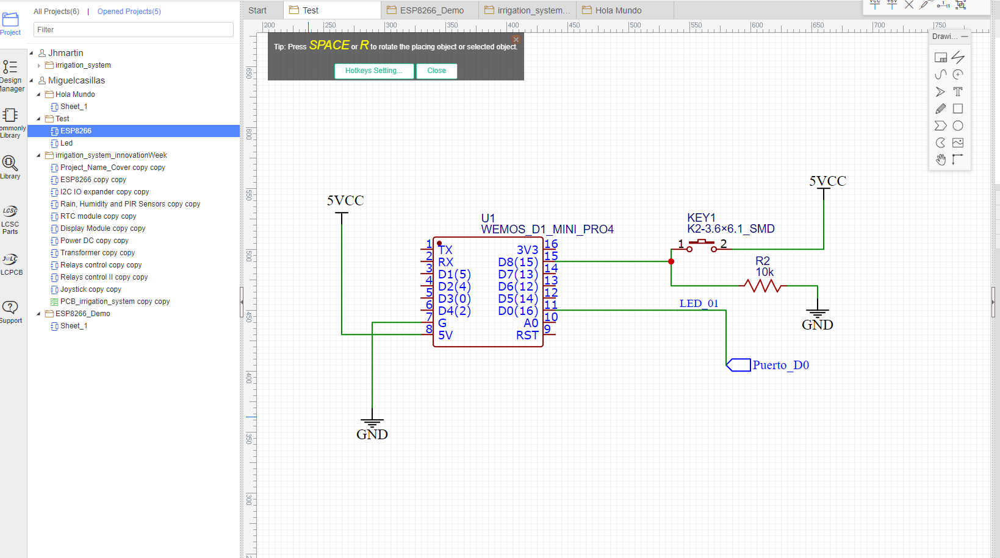 All Projects(6) | Opened Projects(5)
Filter
Project
Design
Manager
ommonly
Library
Library
LCSC
LCSC
Parts
J@LC
JLCPCB
Support
Jhmartin
irrigation_system
Miguelcasillas
Hola Mundo
Sheet_1
Test
ESP8266
Led
irrigation_system_innovationWeek
Project_Name_Cover copy copy
ESP8266 copy copy
I2C IO expander copy copy
Rain, Humidity and PIR Sensors copy copy
RTC module copy copy
Display Module copy copy
Power DC copy copy
Transformer copy copy
Relays control copy copy
Relays control II copy copy
Joystick copy copy
PCB_irrigation_system copy copy
ESP8266_Demo
Sheet_1
Start
Test
ESP8266_Demo
irrigation_system...
Hola Mundo
VCC +5V
200 250 300 350 400 450 500 550 600 650 700 750
650
600
550
500
450
400
350
300
Tip: Press SPACE or R to rotate the placing object or selected object.
Hotkeys Setting... Close
Drawi...
T
5VCC
5VCC
U1
WEMOS_D1_MINI_PRO4
KEY1
K2-3.6×6.1_SMD
1 2
R2
10k
1 TX 3V3 16
2 RX D8(15) 15
3 D1(5) D7(13) 14
4 D2(4) D6(12) 13
5 D3(0) D5(14) 12
6 D4(2) D0(16) 11
7 G A0 10
8 5V RST 9
LED_01
GND
Puerto_D0
GND